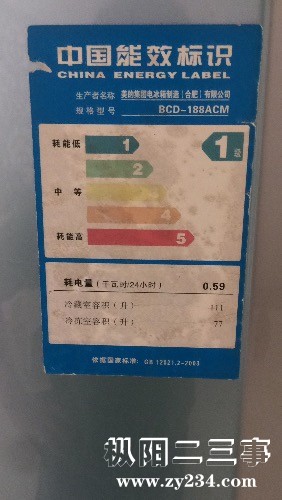 中国能效标识
CHINA ENERGY LABEL
生产者名称 美的集团电冰箱制造(合肥)有限公司
规格型号 BCD-188ACM
耗能低 1 1级
2
中等 3
4
耗能高 5
耗电量(千瓦时/24小时) 0.59
冷藏室容积(升) 111
冷冻室容积(升) 77
依据国家标准: GB 12021.2-2003
枞阳二三事
www.zy234.com